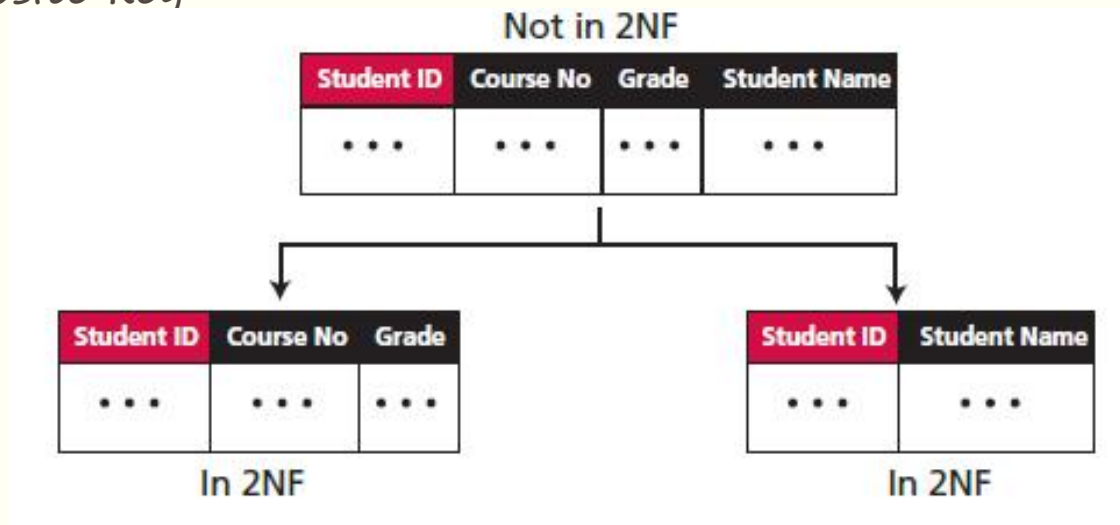 Not in 2NF
Student ID Course No Grade Student Name
• • • • • • • • • • • •
Student ID Course No Grade
• • • • • • • • •
Student ID Student Name
• • • • • •
In 2NF
In 2NF